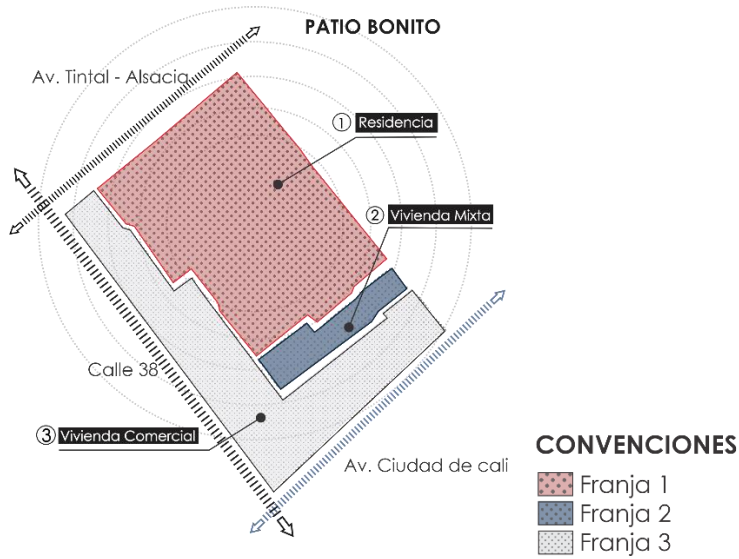 PATIO BONITO
Av. Tintal - Alsacia
① Residencia
② Vivienda Mixta
Calle 38
③ Vivienda Comercial
Av. Ciudad de cali
CONVENCIONES
Franja 1
Franja 2
Franja 3